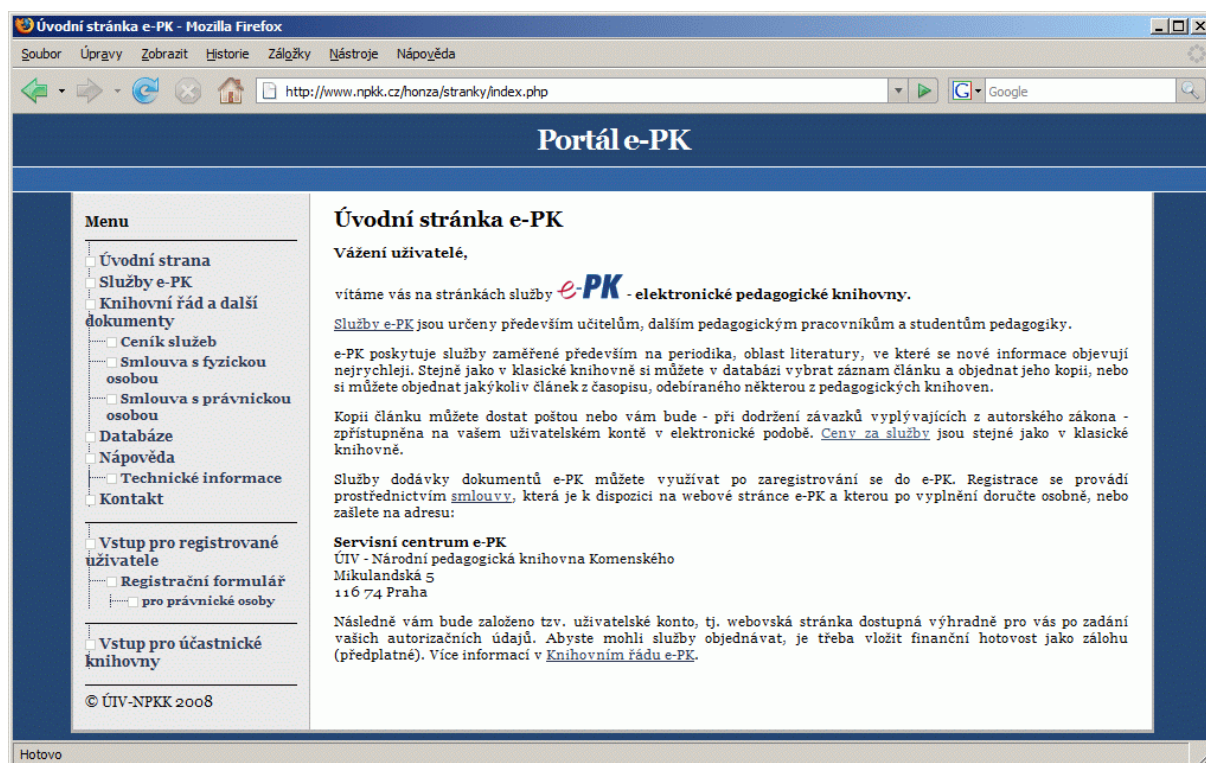 Úvodní stránka e-PK - Mozilla Firefox
Soubor Úpravy Zobrazit Historie Záložky Nástroje Nápověda
http://www.npkk.cz/honza/stranky/index.php
G Google
Portál e-PK
Menu
Úvodní strana
Služby e-PK
Knihovní řád a další
dokumenty
Ceník služeb
Smlouva s fyzickou
osobou
Smlouva s právnickou
osobou
Databáze
Nápověda
Technické informace
Kontakt
Vstup pro registrované
uživatele
Registrační formulář
pro právnické osoby
Vstup pro účastnické
knihovny
© ÚIV-NPKK 2008
Úvodní stránka e-PK
Vážení uživatelé,
vítáme vás na stránkách služby e-PK - elektronické pedagogické knihovny.
Služby e-PK jsou určeny především učitelům, dalším pedagogickým pracovníkům a studentům pedagogiky.
e-PK poskytuje služby zaměřené především na periodika, oblast literatury, ve které se nové informace objevují
nejrychleji. Stejně jako v klasické knihovně si můžete v databázi vybrat záznam článku a objednat jeho kopii, nebo
si můžete objednat jakýkoliv článek z časopisu, odebíraného některou z pedagogických knihoven.
Kopii článku můžete dostat poštou nebo vám bude - při dodržení závazků vyplývajících z autorského zákona -
zpřístupněna na vašem uživatelském kontě v elektronické podobě. Ceny za služby jsou stejné jako v klasické
knihovně.
Služby dodávky dokumentů e-PK můžete využívat po zaregistrování se do e-PK. Registrace se provádí
prostřednictvím smlouvy, která je k dispozici na webové stránce e-PK a kterou po vyplnění doručte osobně, nebo
zašlete na adresu:
Servisní centrum e-PK
ÚIV - Národní pedagogická knihovna Komenského
Mikulandská 5
116 74 Praha
Následně vám bude založeno tzv. uživatelské konto, tj. webovská stránka dostupná výhradně pro vás po zadání
vašich autorizačních údajů. Abyste mohli služby objednávat, je třeba vložit finanční hotovost jako zálohu
(předplatné). Více informací v Knihovním řádu e-PK.
Hotovo